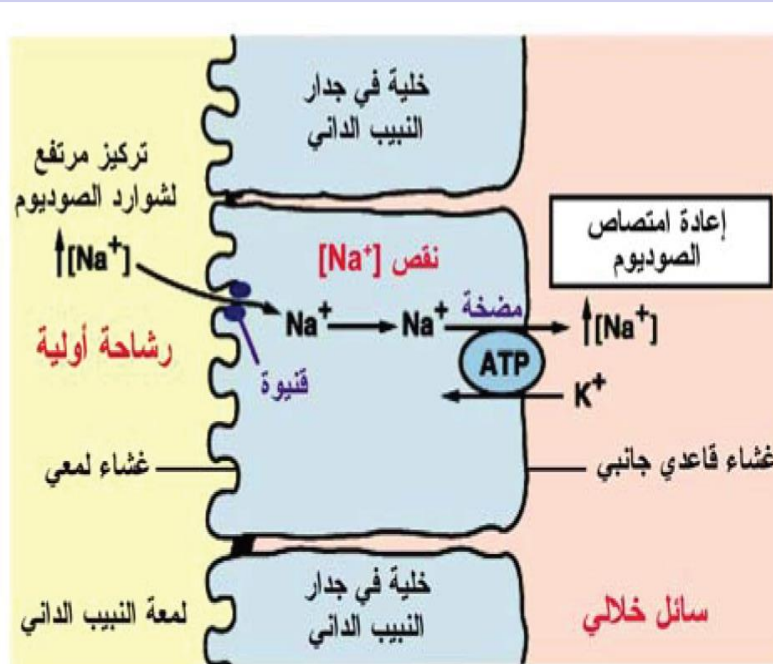 خلية في جدار
النبيب الداني
تركيز مرتفع
لشوارد الصوديوم
↑[Na⁺]
رشاحة أولية
قنيوة
غشاء لمعي
لمعة النبيب الداني
نقص [Na⁺]
Na⁺
Na⁺
مضخة
ATP
إعادة امتصاص
الصوديوم
↑[Na⁺]
K⁺
غشاء قاعدي جانبي
سائل خلالي
خلية في جدار
النبيب الداني